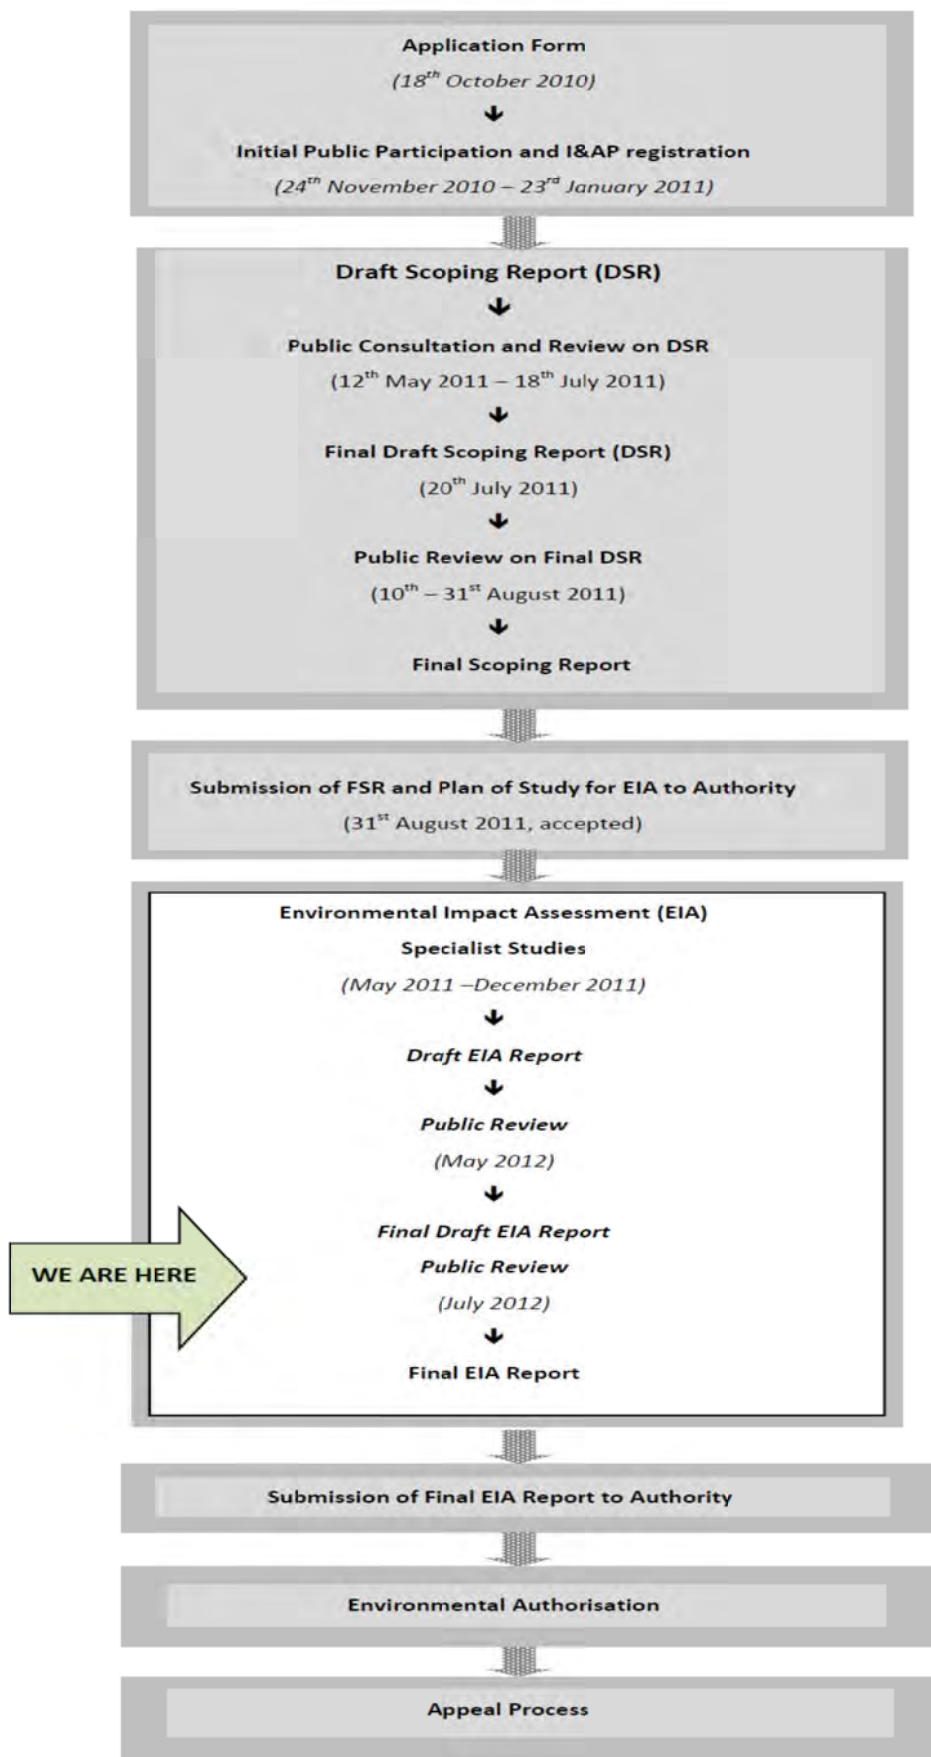 Application Form
(18th October 2010)
Initial Public Participation and I&AP registration
(24th November 2010 – 23rd January 2011)
Draft Scoping Report (DSR)
Public Consultation and Review on DSR
(12th May 2011 – 18th July 2011)
Final Draft Scoping Report (DSR)
(20th July 2011)
Public Review on Final DSR
(10th – 31st August 2011)
Final Scoping Report
Submission of FSR and Plan of Study for EIA to Authority
(31st August 2011, accepted)
Environmental Impact Assessment (EIA)
Specialist Studies
(May 2011 –December 2011)
Draft EIA Report
Public Review
(May 2012)
Final Draft EIA Report
Public Review
WE ARE HERE
(July 2012)
Final EIA Report
Submission of Final EIA Report to Authority
Environmental Authorisation
Appeal Process